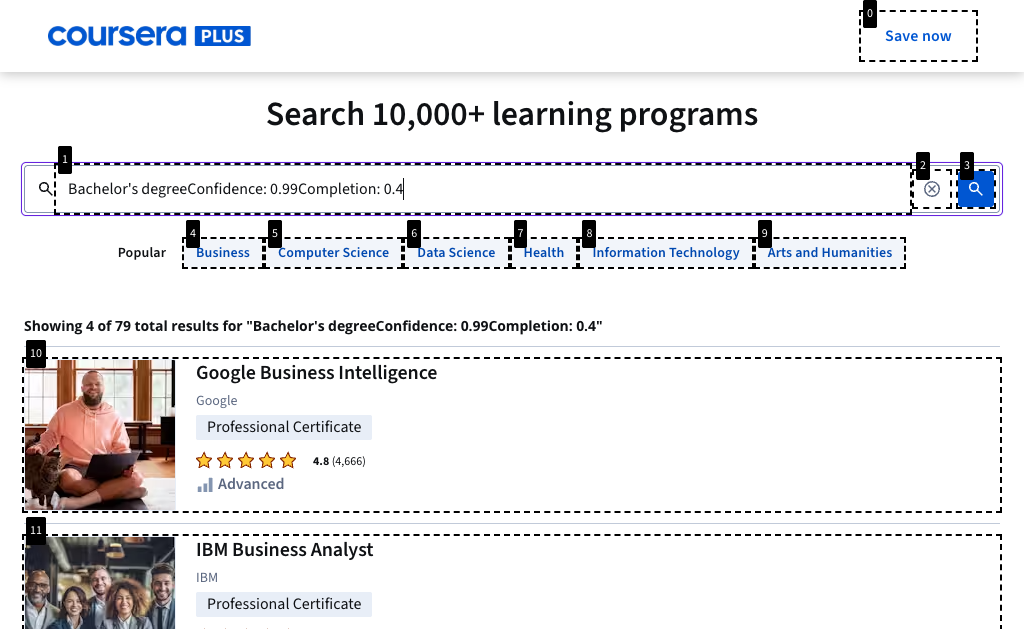 coursera PLUS
0
Save now
Search 10,000+ learning programs
1
2
3
Bachelor's degreeConfidence: 0.99Completion: 0.4
4
5
6
7
8
9
Popular
Business
Computer Science
Data Science
Health
Information Technology
Arts and Humanities
Showing 4 of 79 total results for "Bachelor's degreeConfidence: 0.99Completion: 0.4"
10
Google Business Intelligence
Google
Professional Certificate
4.8 (4,666)
Advanced
11
IBM Business Analyst
IBM
Professional Certificate